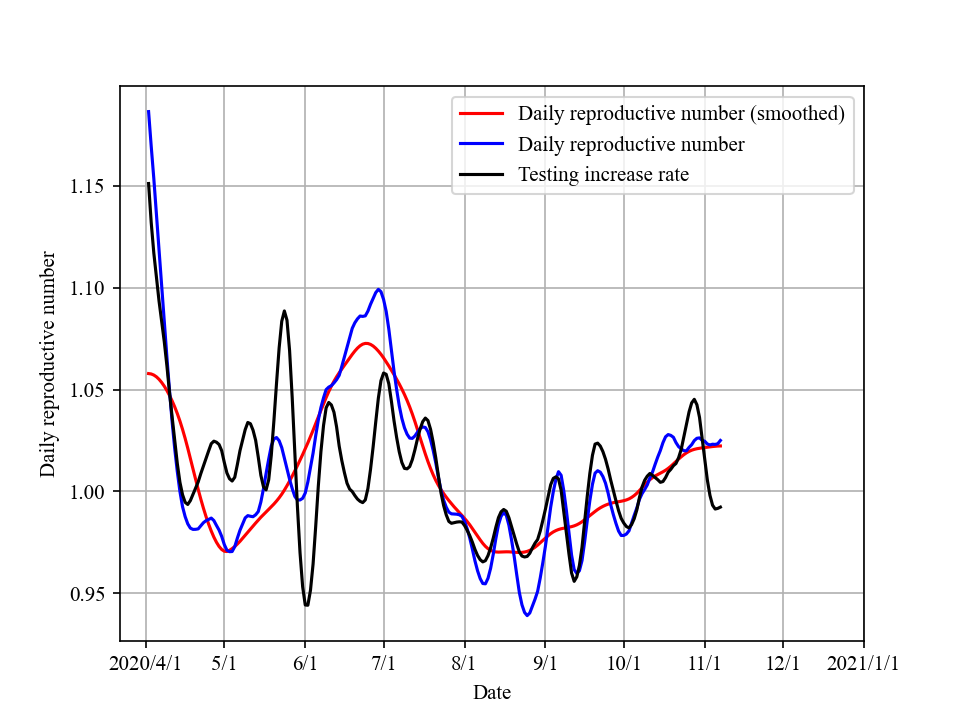 Daily reproductive number (smoothed)
Daily reproductive number
Testing increase rate
1.15
1.10
1.05
1.00
0.95
Daily reproductive number
2020/4/1 5/1 6/1 7/1 8/1 9/1 10/1 11/1 12/1 2021/1/1
Date